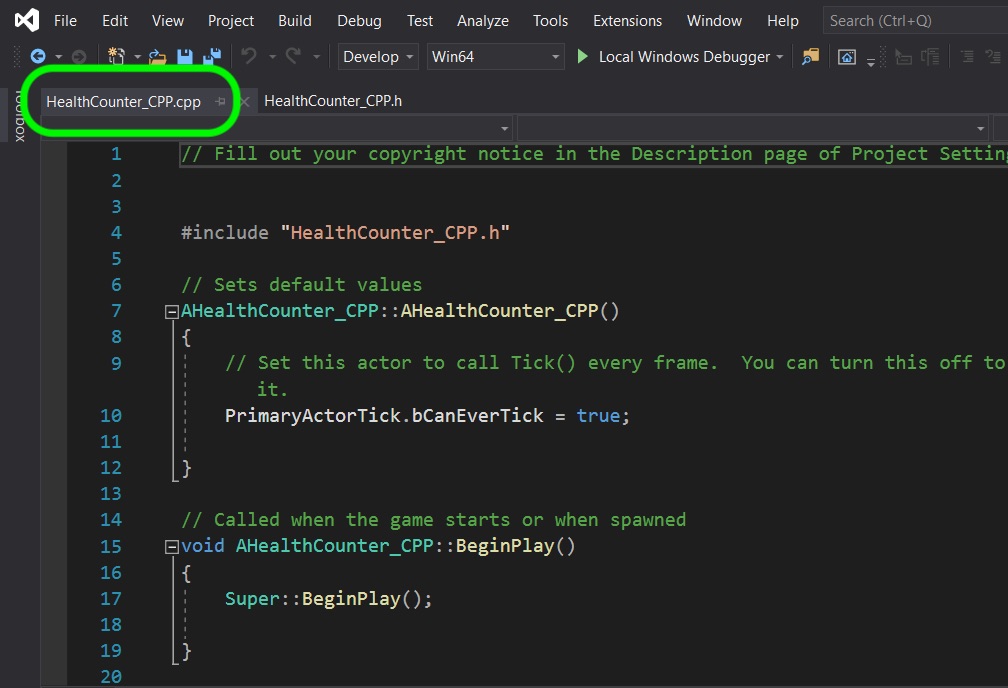 File Edit View Project Build Debug Test Analyze Tools Extensions Window Help Search (Ctrl+Q)
Develop Win64 Local Windows Debugger
HealthCounter_CPP.cpp HealthCounter_CPP.h
1 // Fill out your copyright notice in the Description page of Project
2
3
4 #include "HealthCounter_CPP.h"
5
6 // Sets default values
7 AHealthCounter_CPP::AHealthCounter_CPP()
8 {
9 // Set this actor to call Tick() every frame.  You can turn this off to
it.
10 PrimaryActorTick.bCanEverTick = true;
11
12 }
13
14 // Called when the game starts or when spawned
15 void AHealthCounter_CPP::BeginPlay()
16 {
17 Super::BeginPlay();
18
19 }
20